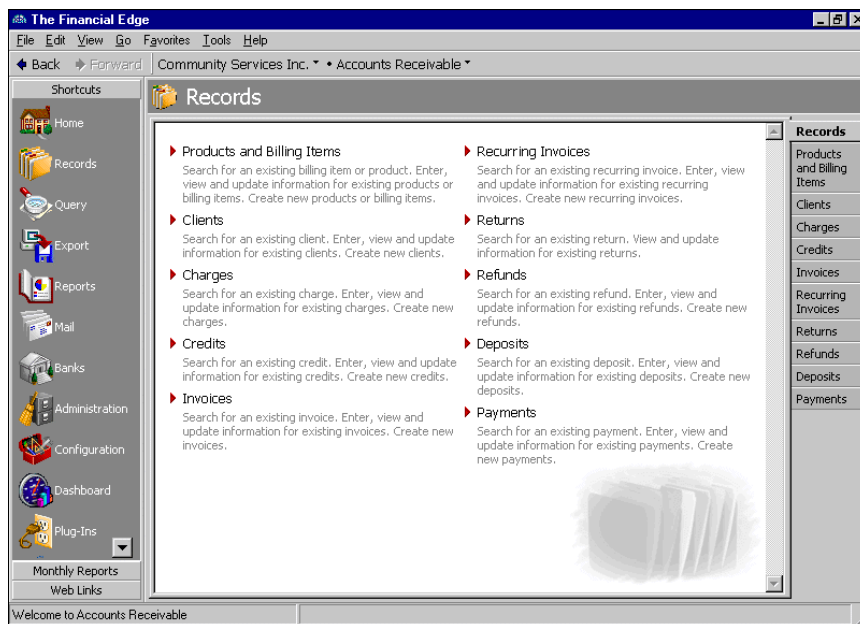 The Financial Edge
File Edit View Go Favorites Tools Help
Back Forward Community Services Inc. • Accounts Receivable
Shortcuts
Home
Records
Query
Export
Reports
Mail
Banks
Administration
Configuration
Dashboard
Plug-Ins
Monthly Reports
Web Links
Records
Products and Billing Items
Search for an existing billing item or product. Enter,
view and update information for existing products or
billing items. Create new products or billing items.
Clients
Search for an existing client. Enter, view and update
information for existing clients. Create new clients.
Charges
Search for an existing charge. Enter, view and
update information for existing charges. Create new
charges.
Credits
Search for an existing credit. Enter, view and update
information for existing credits. Create new credits.
Invoices
Search for an existing invoice. Enter, view and
update information for existing invoices. Create new
invoices.
Recurring Invoices
Search for an existing recurring invoice. Enter, view
and update information for existing recurring
invoices. Create new recurring invoices.
Returns
Search for an existing return. View and update
information for existing returns.
Refunds
Search for an existing refund. Enter, view and
update information for existing refunds. Create new
refunds.
Deposits
Search for an existing deposit. Enter, view and
update information for existing deposits. Create new
deposits.
Payments
Search for an existing payment. Enter, view and
update information for existing payments. Create
new payments.
Records
Products
and Billing
Items
Clients
Charges
Credits
Invoices
Recurring
Invoices
Returns
Refunds
Deposits
Payments
Welcome to Accounts Receivable